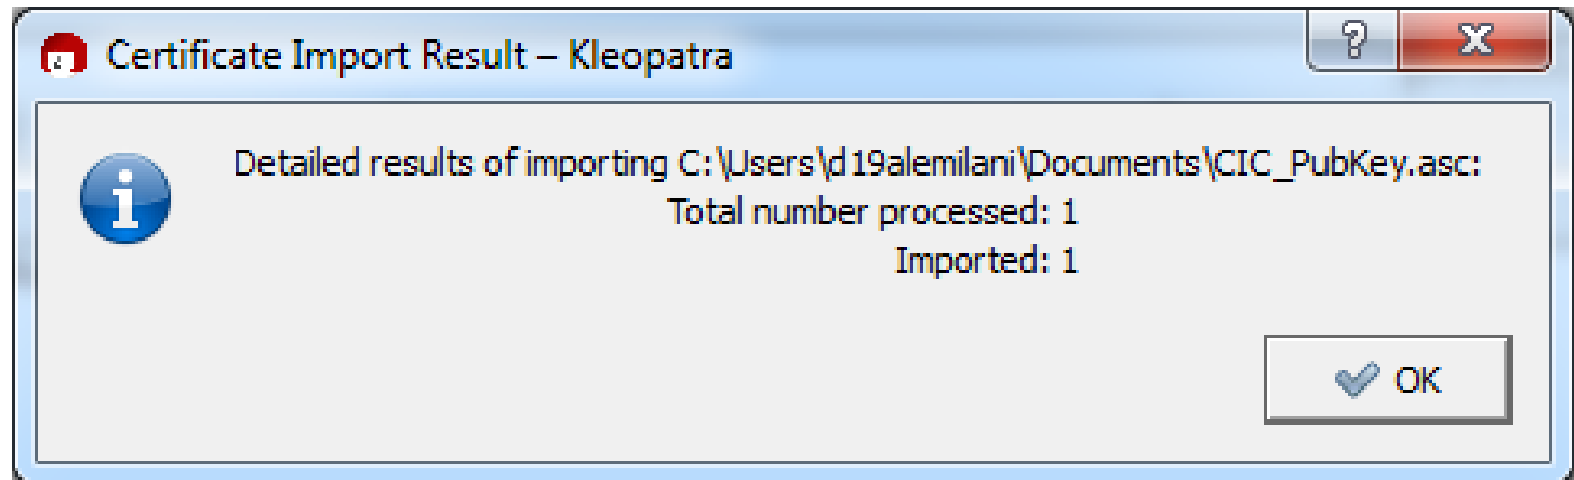 Certificate Import Result – Kleopatra
Detailed results of importing C:\Users\d19alemilani\Documents\CIC_PubKey.asc:
Total number processed: 1
Imported: 1
OK